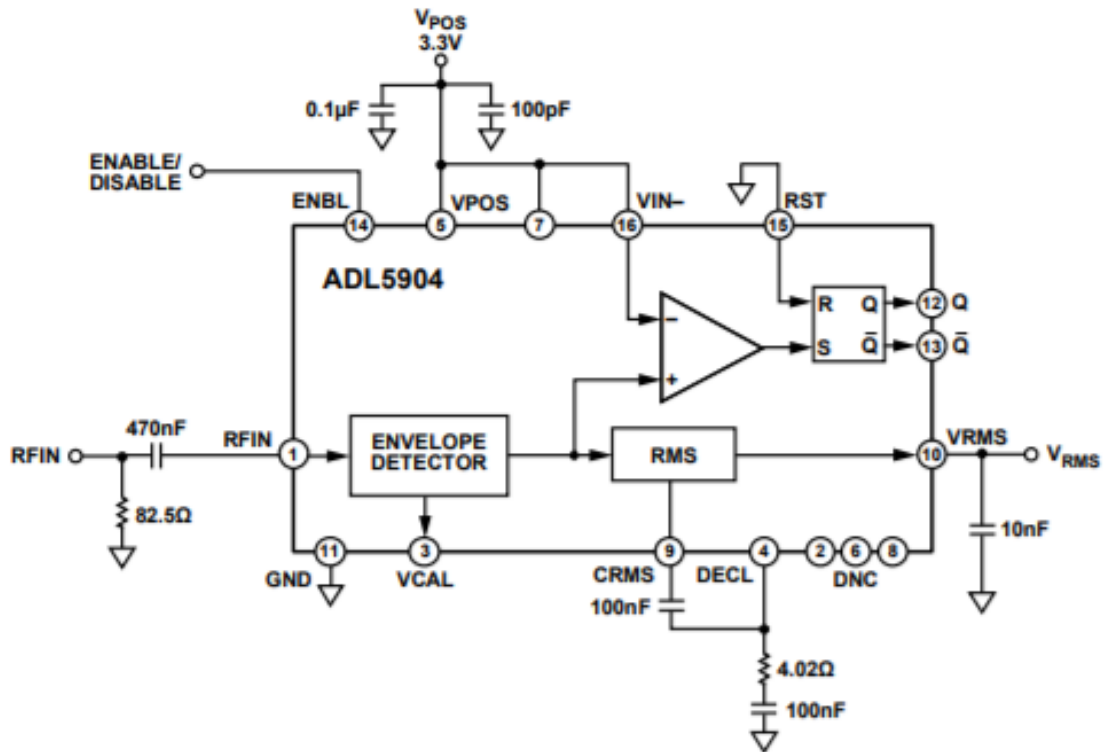 VPOS
3.3V
0.1µF
100pF
ENABLE/
DISABLE
ENBL
VPOS
VIN–
RST
14
5
7
16
15
ADL5904
–
+
R
Q
S
Q̅
12
Q
13
Q̅
470nF
RFIN
RFIN
1
ENVELOPE
DETECTOR
RMS
10
VRMS
VRMS
82.5Ω
10nF
11
3
9
4
2
6
8
GND
VCAL
CRMS
DECL
DNC
100nF
4.02Ω
100nF